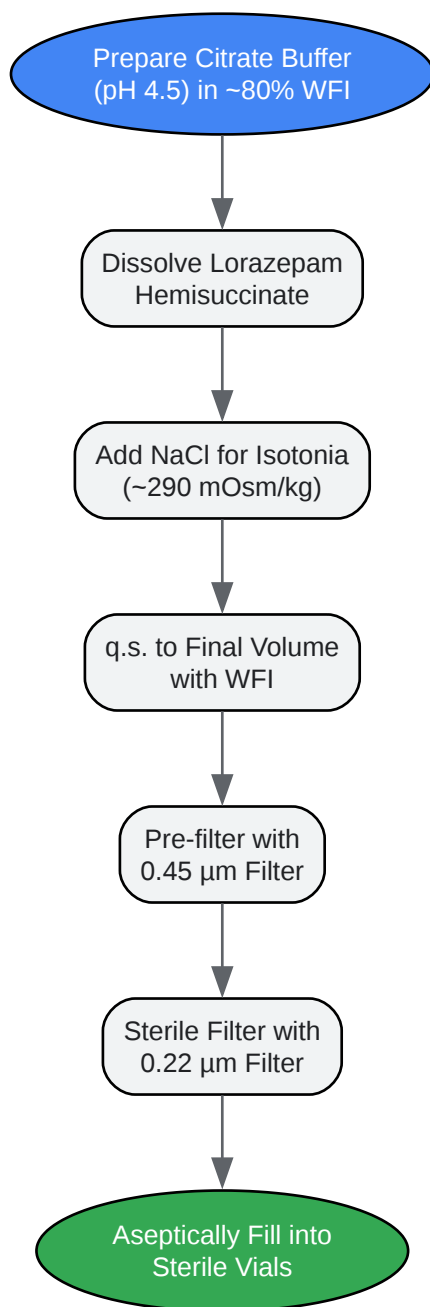 Prepare Citrate Buffer
(pH 4.5) in ~80% WFI
Dissolve Lorazepam
Hemisuccinate
Add NaCl for Isotonia
(~290 mOsm/kg)
q.s. to Final Volume
with WFI
Pre-filter with
0.45 µm Filter
Sterile Filter with
0.22 µm Filter
Aseptically Fill into
Sterile Vials